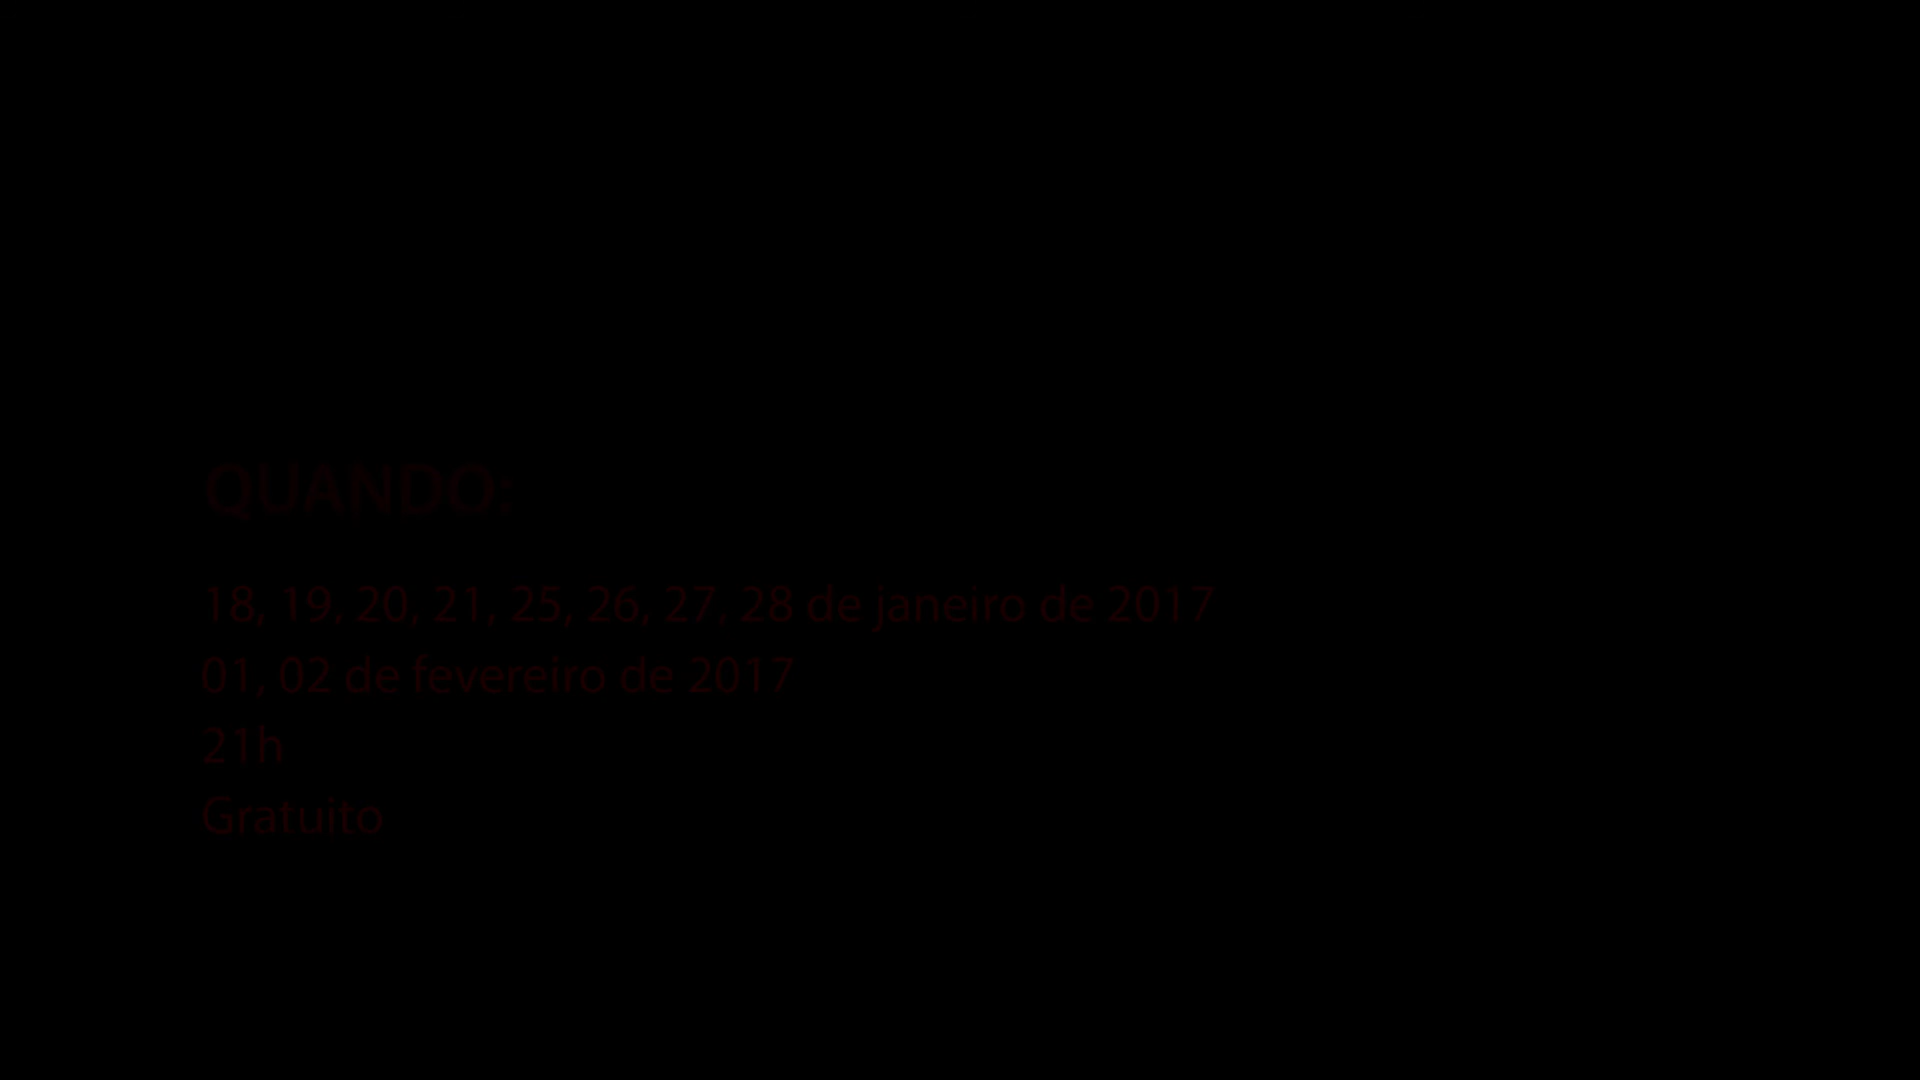 QUANDO:
18, 19, 20, 21, 25, 26, 27, 28 de janeiro de 2017
01, 02 de fevereiro de 2017
21h
Gratuito